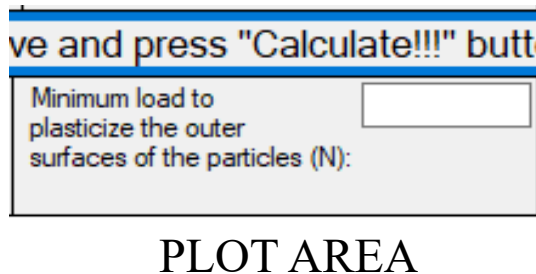 ve and press "Calculate!!!" butt
Minimum load to
plasticize the outer
surfaces of the particles (N):
PLOT AREA